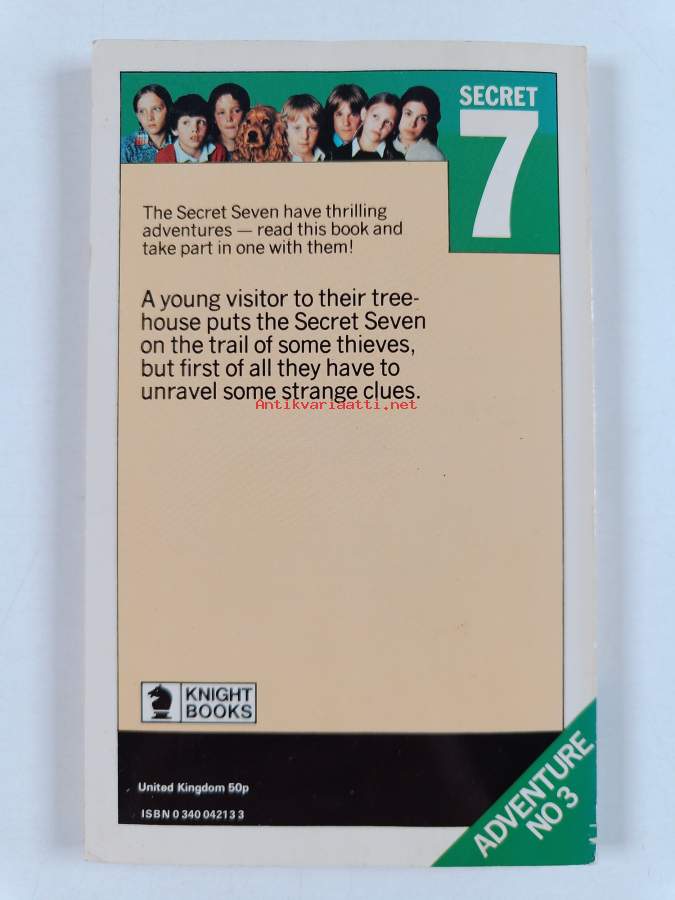 SECRET
7
The Secret Seven have thrilling
adventures — read this book and
take part in one with them!
A young visitor to their tree-
house puts the Secret Seven
on the trail of some thieves,
but first of all they have to
unravel some strange clues.
Antikvariaatti.net
KNIGHT
BOOKS
United Kingdom 50p
ISBN 0 340 04213 3
ADVENTURE
NO 3